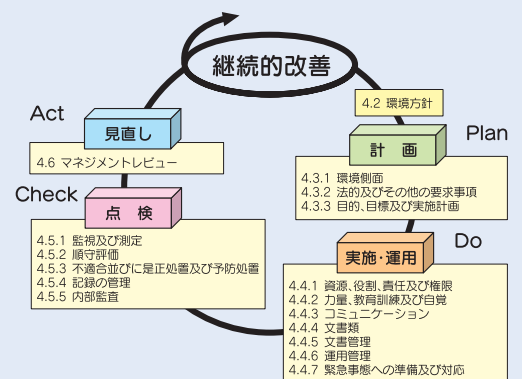 継続的改善
4.2 環境方針
Plan
計 画
4.3.1 環境側面
4.3.2 法的及びその他の要求事項
4.3.3 目的、目標及び実施計画
Do
実施・運用
4.4.1 資源、役割、責任及び権限
4.4.2 力量、教育訓練及び自覚
4.4.3 コミュニケーション
4.4.4 文書類
4.4.5 文書管理
4.4.6 運用管理
4.4.7 緊急事態への準備及び対応
Check
点 検
4.5.1 監視及び測定
4.5.2 順守評価
4.5.3 不適合並びに是正処置及び予防処置
4.5.4 記録の管理
4.5.5 内部監査
Act
見直し
4.6 マネジメントレビュー